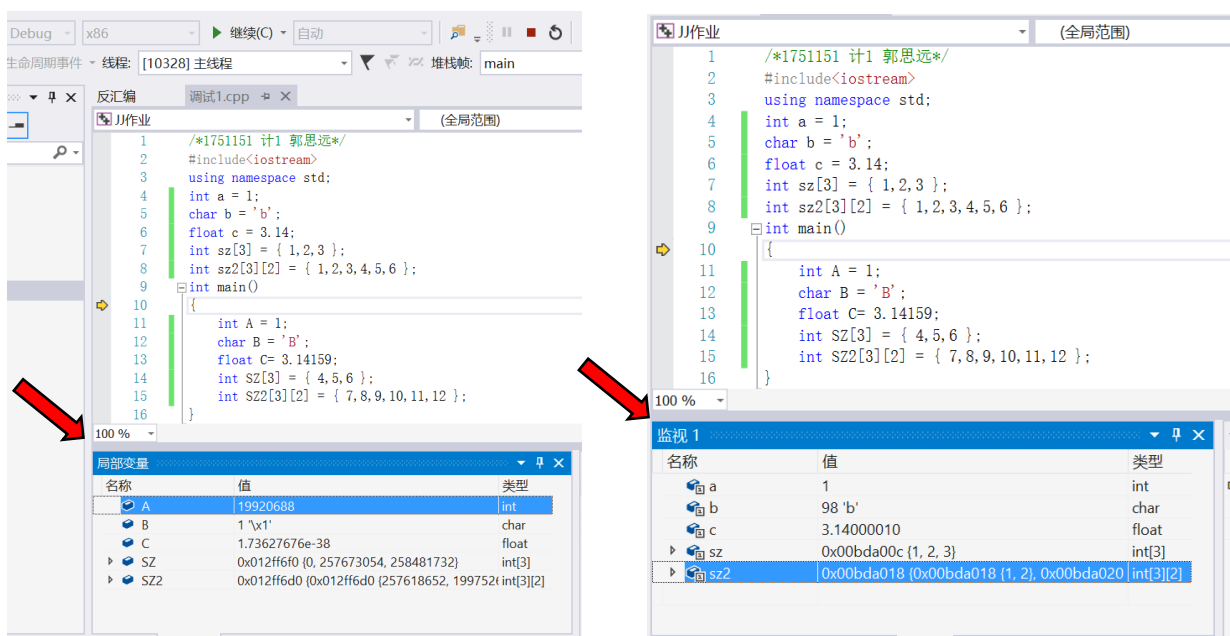 Debug x86 继续(C) 自动
生命周期事件 线程: [10328] 主线程 堆栈帧: main
反汇编 调试1.cpp
JJ作业 (全局范围)
1 /*1751151 计1 郭思远*/
2 #include<iostream>
3 using namespace std;
4 int a = 1;
5 char b = 'b';
6 float c = 3.14;
7 int sz[3] = { 1,2,3 };
8 int sz2[3][2] = { 1,2,3,4,5,6 };
9 int main()
10 {
11 int A = 1;
12 char B = 'B';
13 float C= 3.14159;
14 int SZ[3] = { 4,5,6 };
15 int SZ2[3][2] = { 7,8,9,10,11,12 };
16 }
100 %
局部变量
名称 值 类型
A 19920688 int
B 1 '\x1' char
C 1.73627676e-38 float
SZ 0x012ff6f0 {0, 257673054, 258481732} int[3]
SZ2 0x012ff6d0 {0x012ff6d0 {257618652, 199752 int[3][2]
JJ作业 (全局范围)
1 /*1751151 计1 郭思远*/
2 #include<iostream>
3 using namespace std;
4 int a = 1;
5 char b = 'b';
6 float c = 3.14;
7 int sz[3] = { 1,2,3 };
8 int sz2[3][2] = { 1,2,3,4,5,6 };
9 int main()
10 {
11 int A = 1;
12 char B = 'B';
13 float C= 3.14159;
14 int SZ[3] = { 4,5,6 };
15 int SZ2[3][2] = { 7,8,9,10,11,12 };
16 }
100 %
监视 1
名称 值 类型
a 1 int
b 98 'b' char
c 3.14000010 float
sz 0x00bda00c {1, 2, 3} int[3]
sz2 0x00bda018 {0x00bda018 {1, 2}, 0x00bda020 int[3][2]